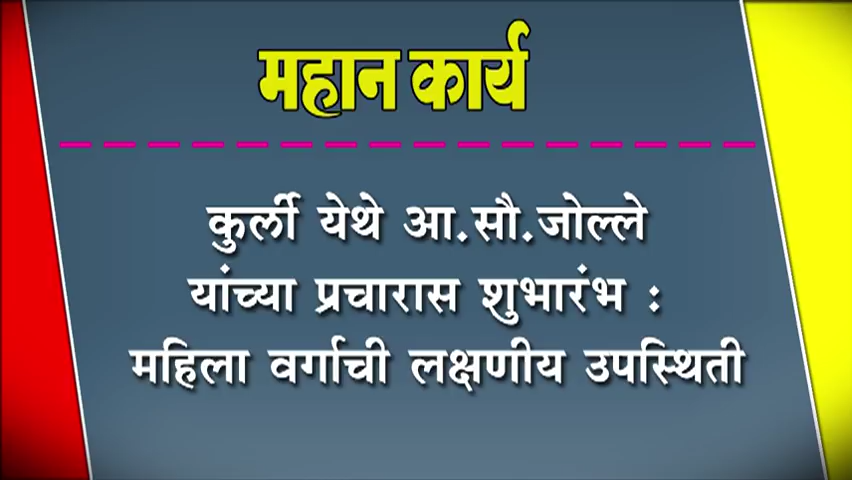 महान कार्य
कुर्ली येथे आ.सौ.जोल्ले
यांच्या प्रचारास शुभारंभ :
महिला वर्गाची लक्षणीय उपस्थिती